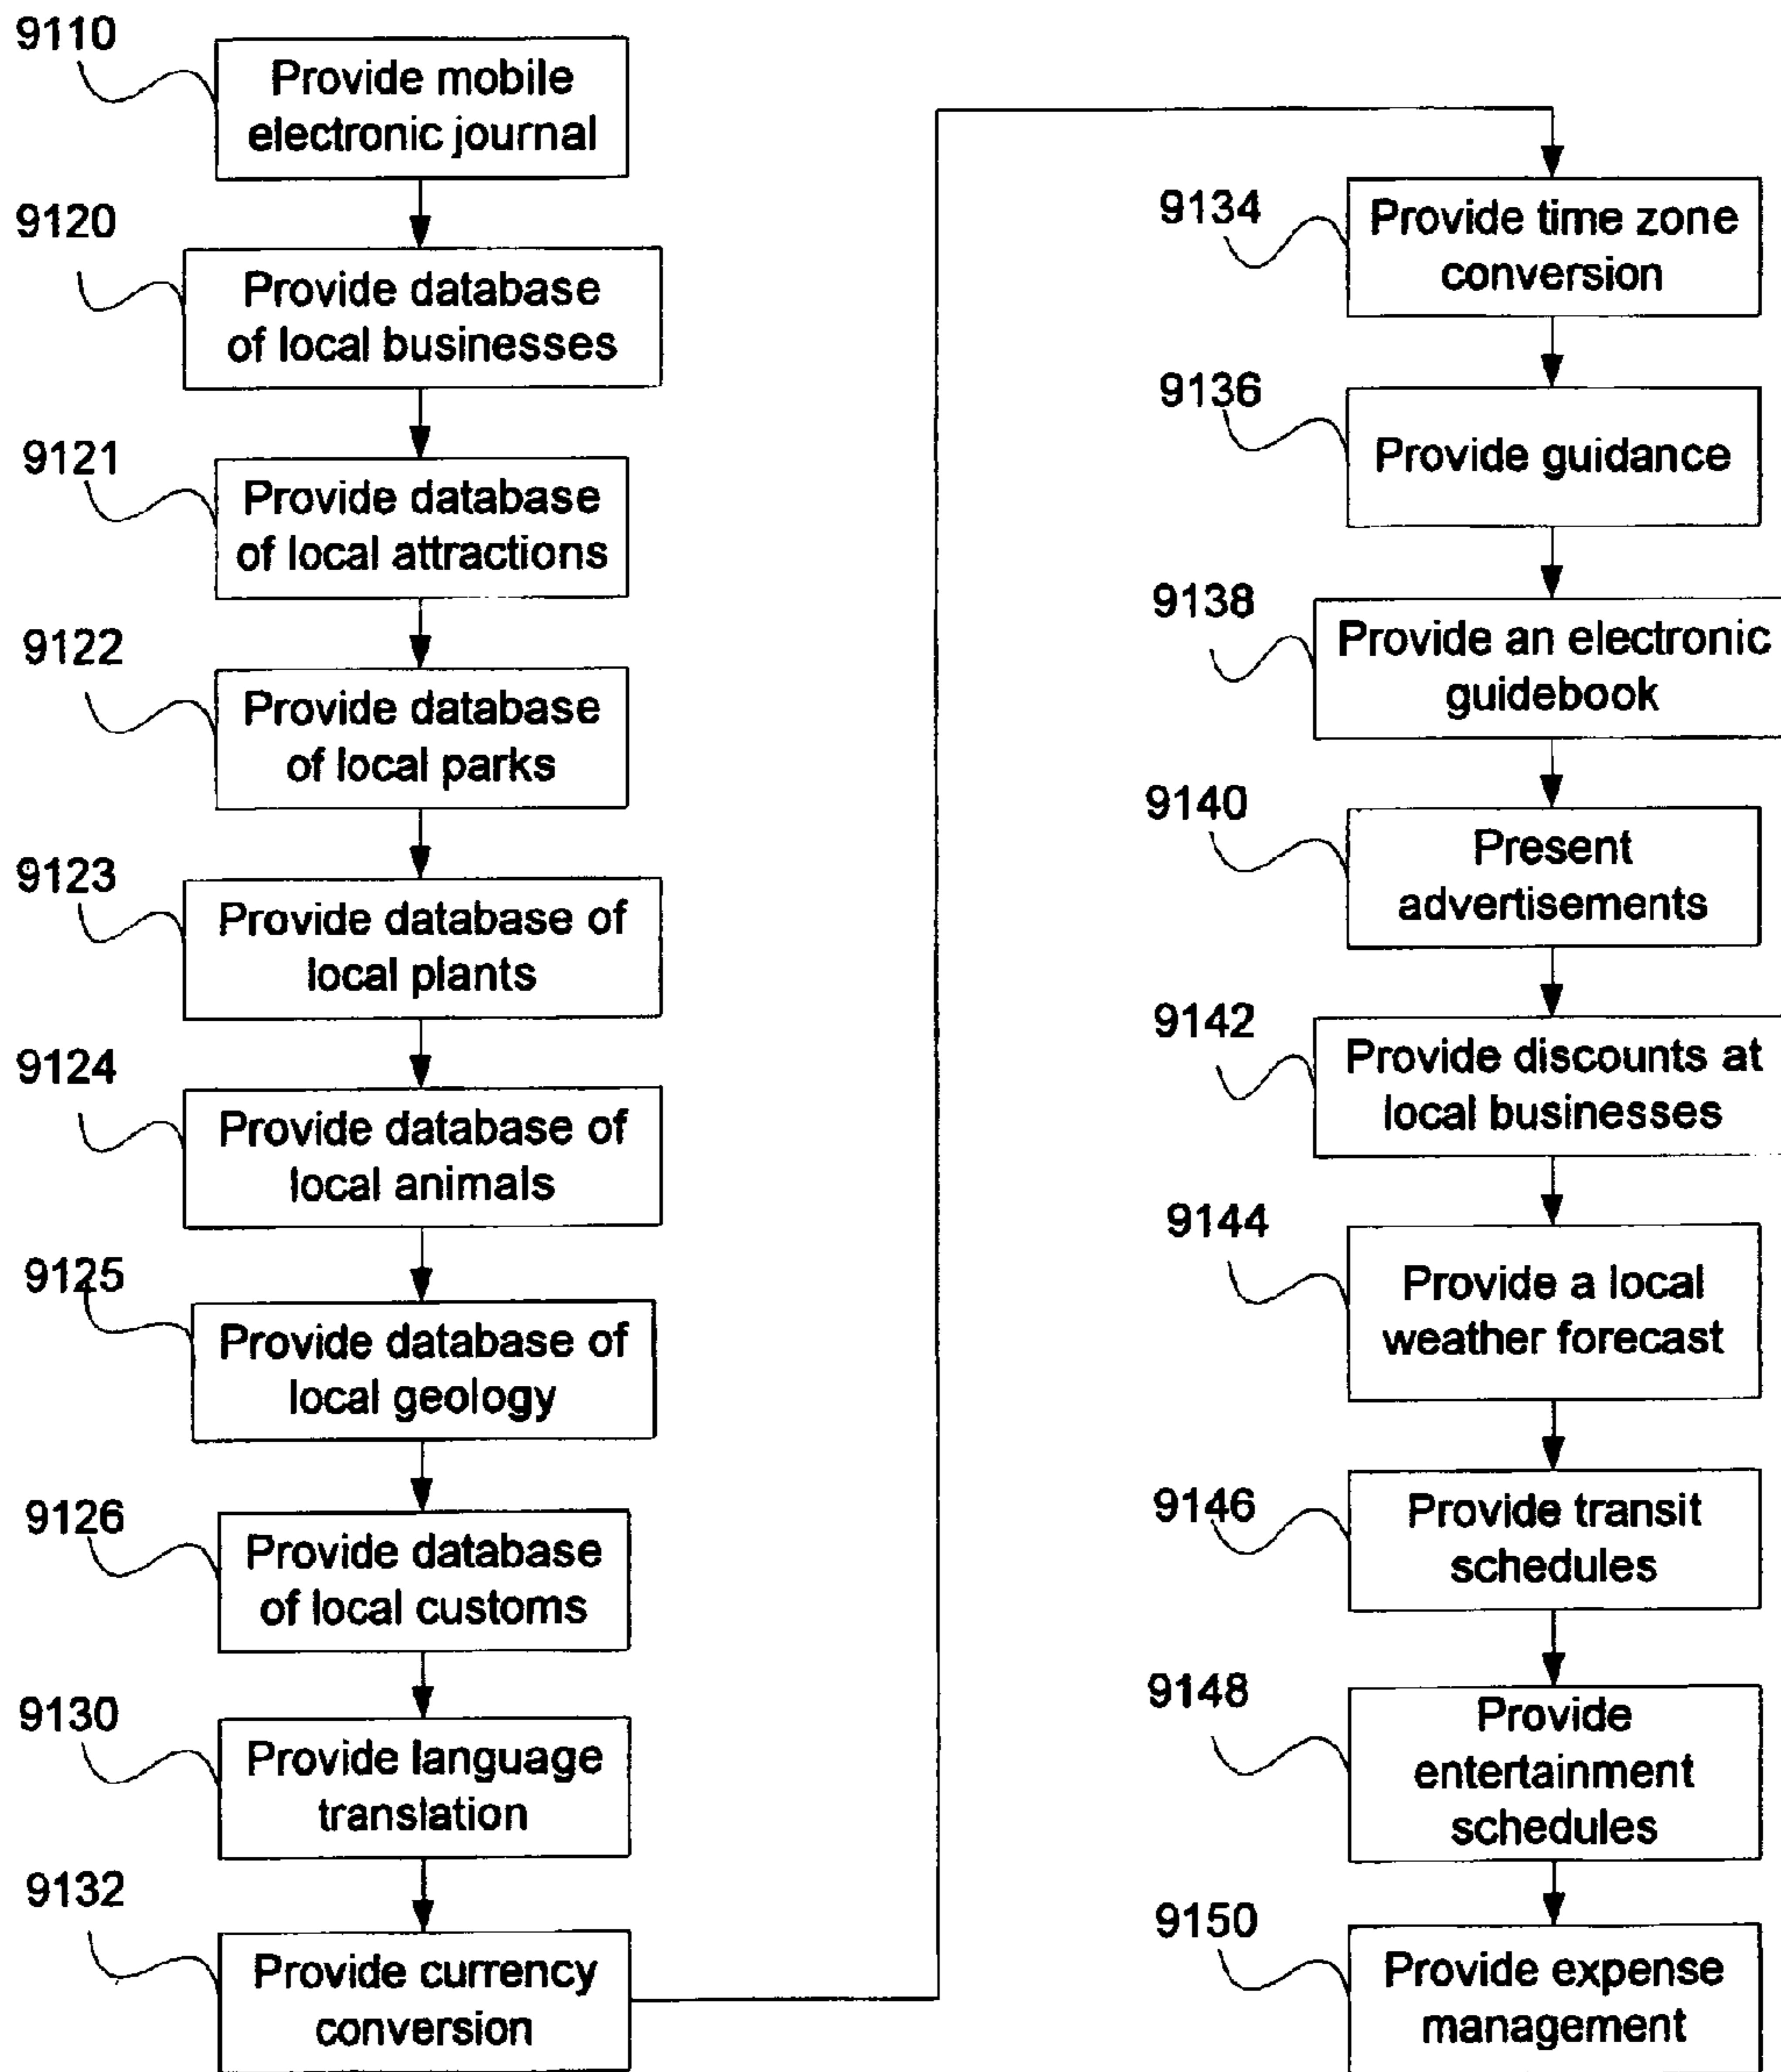 9110
Provide mobile
electronic journal
9120
Provide database
of local businesses
9121
Provide database
of local attractions
9122
Provide database
of local parks
9123
Provide database of
local plants
9124
Provide database of
local animals
9125
Provide database of
local geology
9126
Provide database
of local customs
9130
Provide language
translation
9132
Provide currency
conversion
9134
Provide time zone
conversion
9136
Provide guidance
9138
Provide an electronic
guidebook
9140
Present
advertisements
9142
Provide discounts at
local businesses
9144
Provide a local
weather forecast
9146
Provide transit
schedules
9148
Provide
entertainment
schedules
9150
Provide expense
management